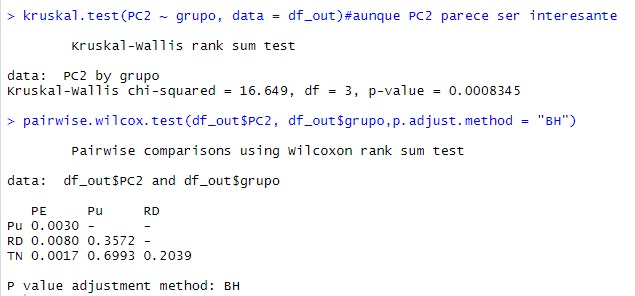 > kruskal.test(PC2 ~ grupo, data = df_out)#aunque PC2 parece ser interesante
Kruskal-Wallis rank sum test
data:  PC2 by grupo
Kruskal-Wallis chi-squared = 16.649, df = 3, p-value = 0.0008345
> pairwise.wilcox.test(df_out$PC2, df_out$grupo,p.adjust.method = "BH")
Pairwise comparisons using Wilcoxon rank sum test
data:  df_out$PC2 and df_out$grupo
PE Pu RD
Pu 0.0030 - -
RD 0.0080 0.3572 -
TN 0.0017 0.6993 0.2039
P value adjustment method: BH